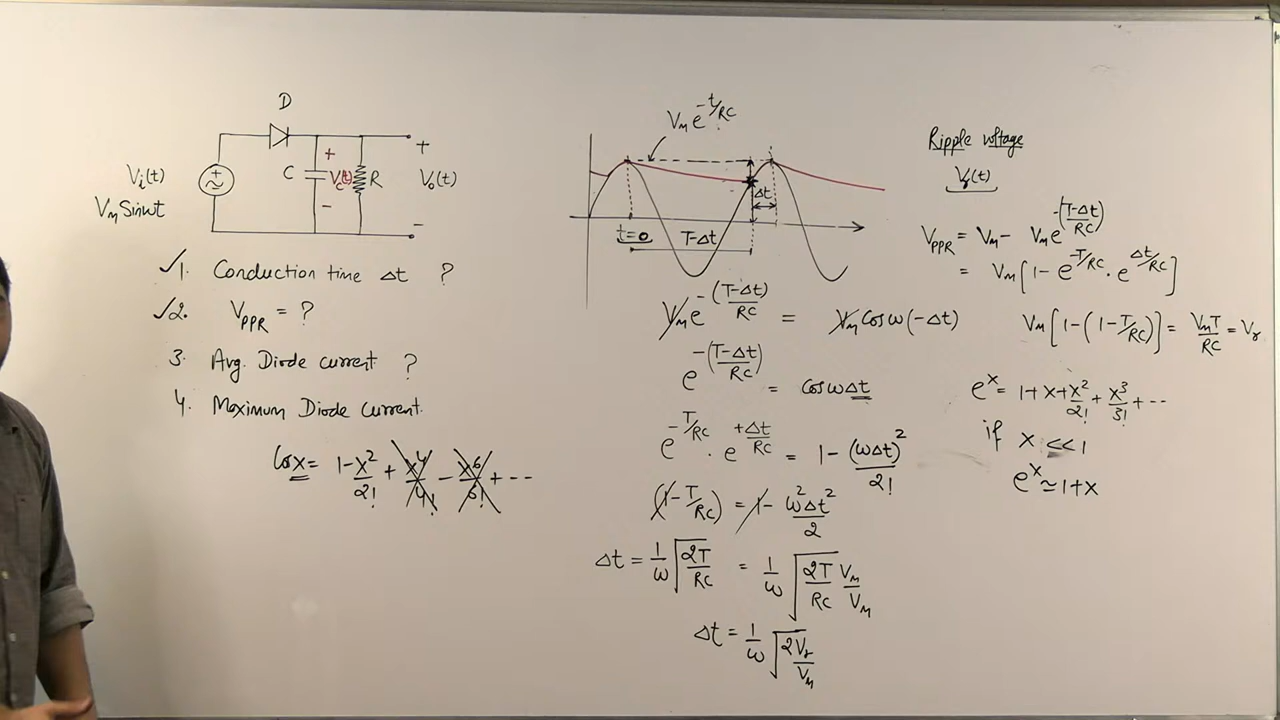 D
Vi(t)
VM Sinωt
+
C
+
Vc(t)
-
R
+
Vo(t)
-
✓1. Conduction time Δt ?
✓2. VPPR = ?
3. Avg. Diode current ?
4. Maximum Diode Current.
Cosx = 1-x²/2! + x⁴/4! - x⁶/3! + ---
VM e^-t/RC
Δt
t=0
T-Δt
VM e^-(T-Δt)/RC = VM Cosω(-Δt)
e^-(T-Δt)/RC = cosωΔt
e^-T/RC . e^+Δt/RC = 1 - (ωΔt)²/2!
(1-T/RC) = 1- ω²Δt²/2
Δt = 1/ω √(2T/RC) = 1/ω √(2T/RC VM/VM)
Δt = 1/ω √(2Vr/VM)
Ripple voltage
Vr(t)
VPPR = VM - VM e^-(T-Δt)/RC
= VM[1- e^-T/RC . e^Δt/RC]
VM[1-(1-T/RC)] = VMT/RC = Vr
e^x = 1+x+x²/2! + x³/3! + ---
if x <<1
e^x ≃ 1+x